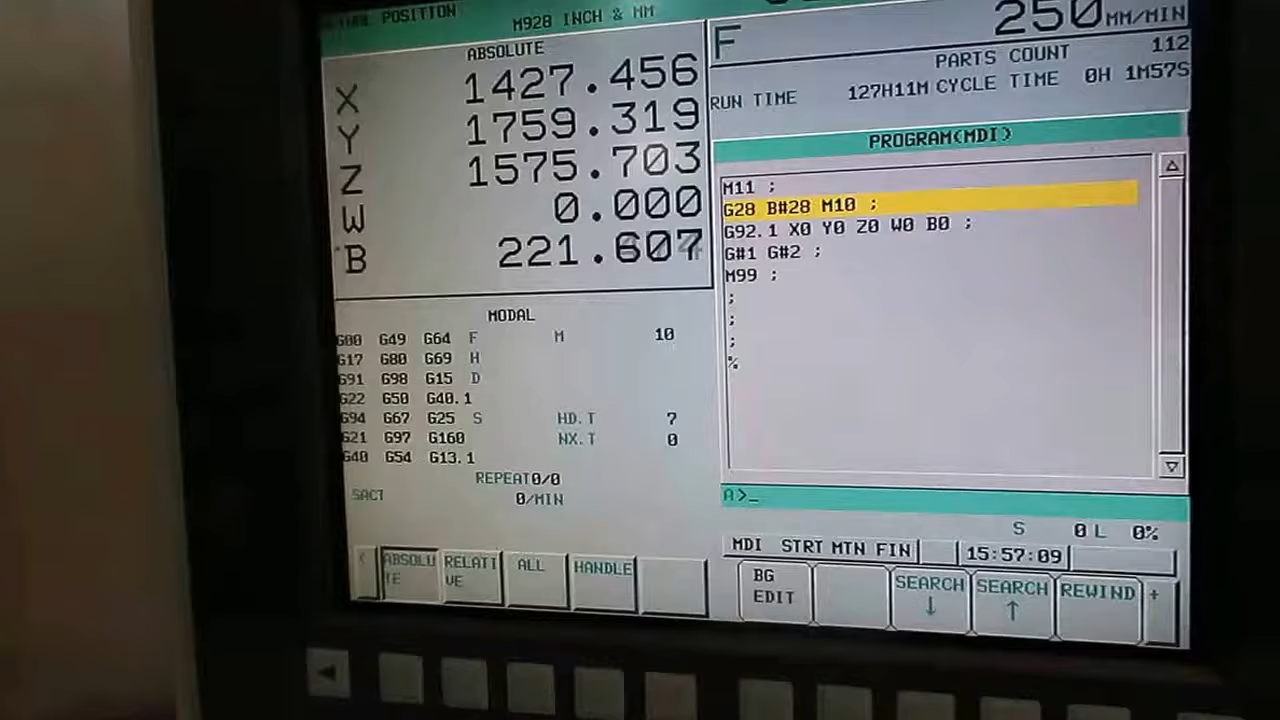 POSITION
M928 INCH & MM
ABSOLUTE
X 1427.456
Y 1759.319
Z 1575.703
W 0.000
B 221.607
MODAL
G00 G49 G64 F M 10
G17 G80 G69 H
G91 G98 G15 D
G22 G50 G40.1
G94 G67 G25 S HD.T 7
G21 G97 G160 NX.T 0
G40 G54 G13.1
REPEAT 0/0
SACT 0/MIN
< ABSOLUTE RELATIVE ALL HANDLE
F 250MM/MIN
PARTS COUNT 112
RUN TIME 127H11M CYCLE TIME 0H 1M57S
PROGRAM(MDI)
M11 ;
G28 B#28 M10 ;
G92.1 X0 Y0 Z0 W0 B0 ;
G#1 G#2 ;
M99 ;
;
;
;
%
A>_
S 0 L 0%
MDI STRT MTN FIN 15:57:09
BG EDIT SEARCH ↓ SEARCH ↑ REWIND +